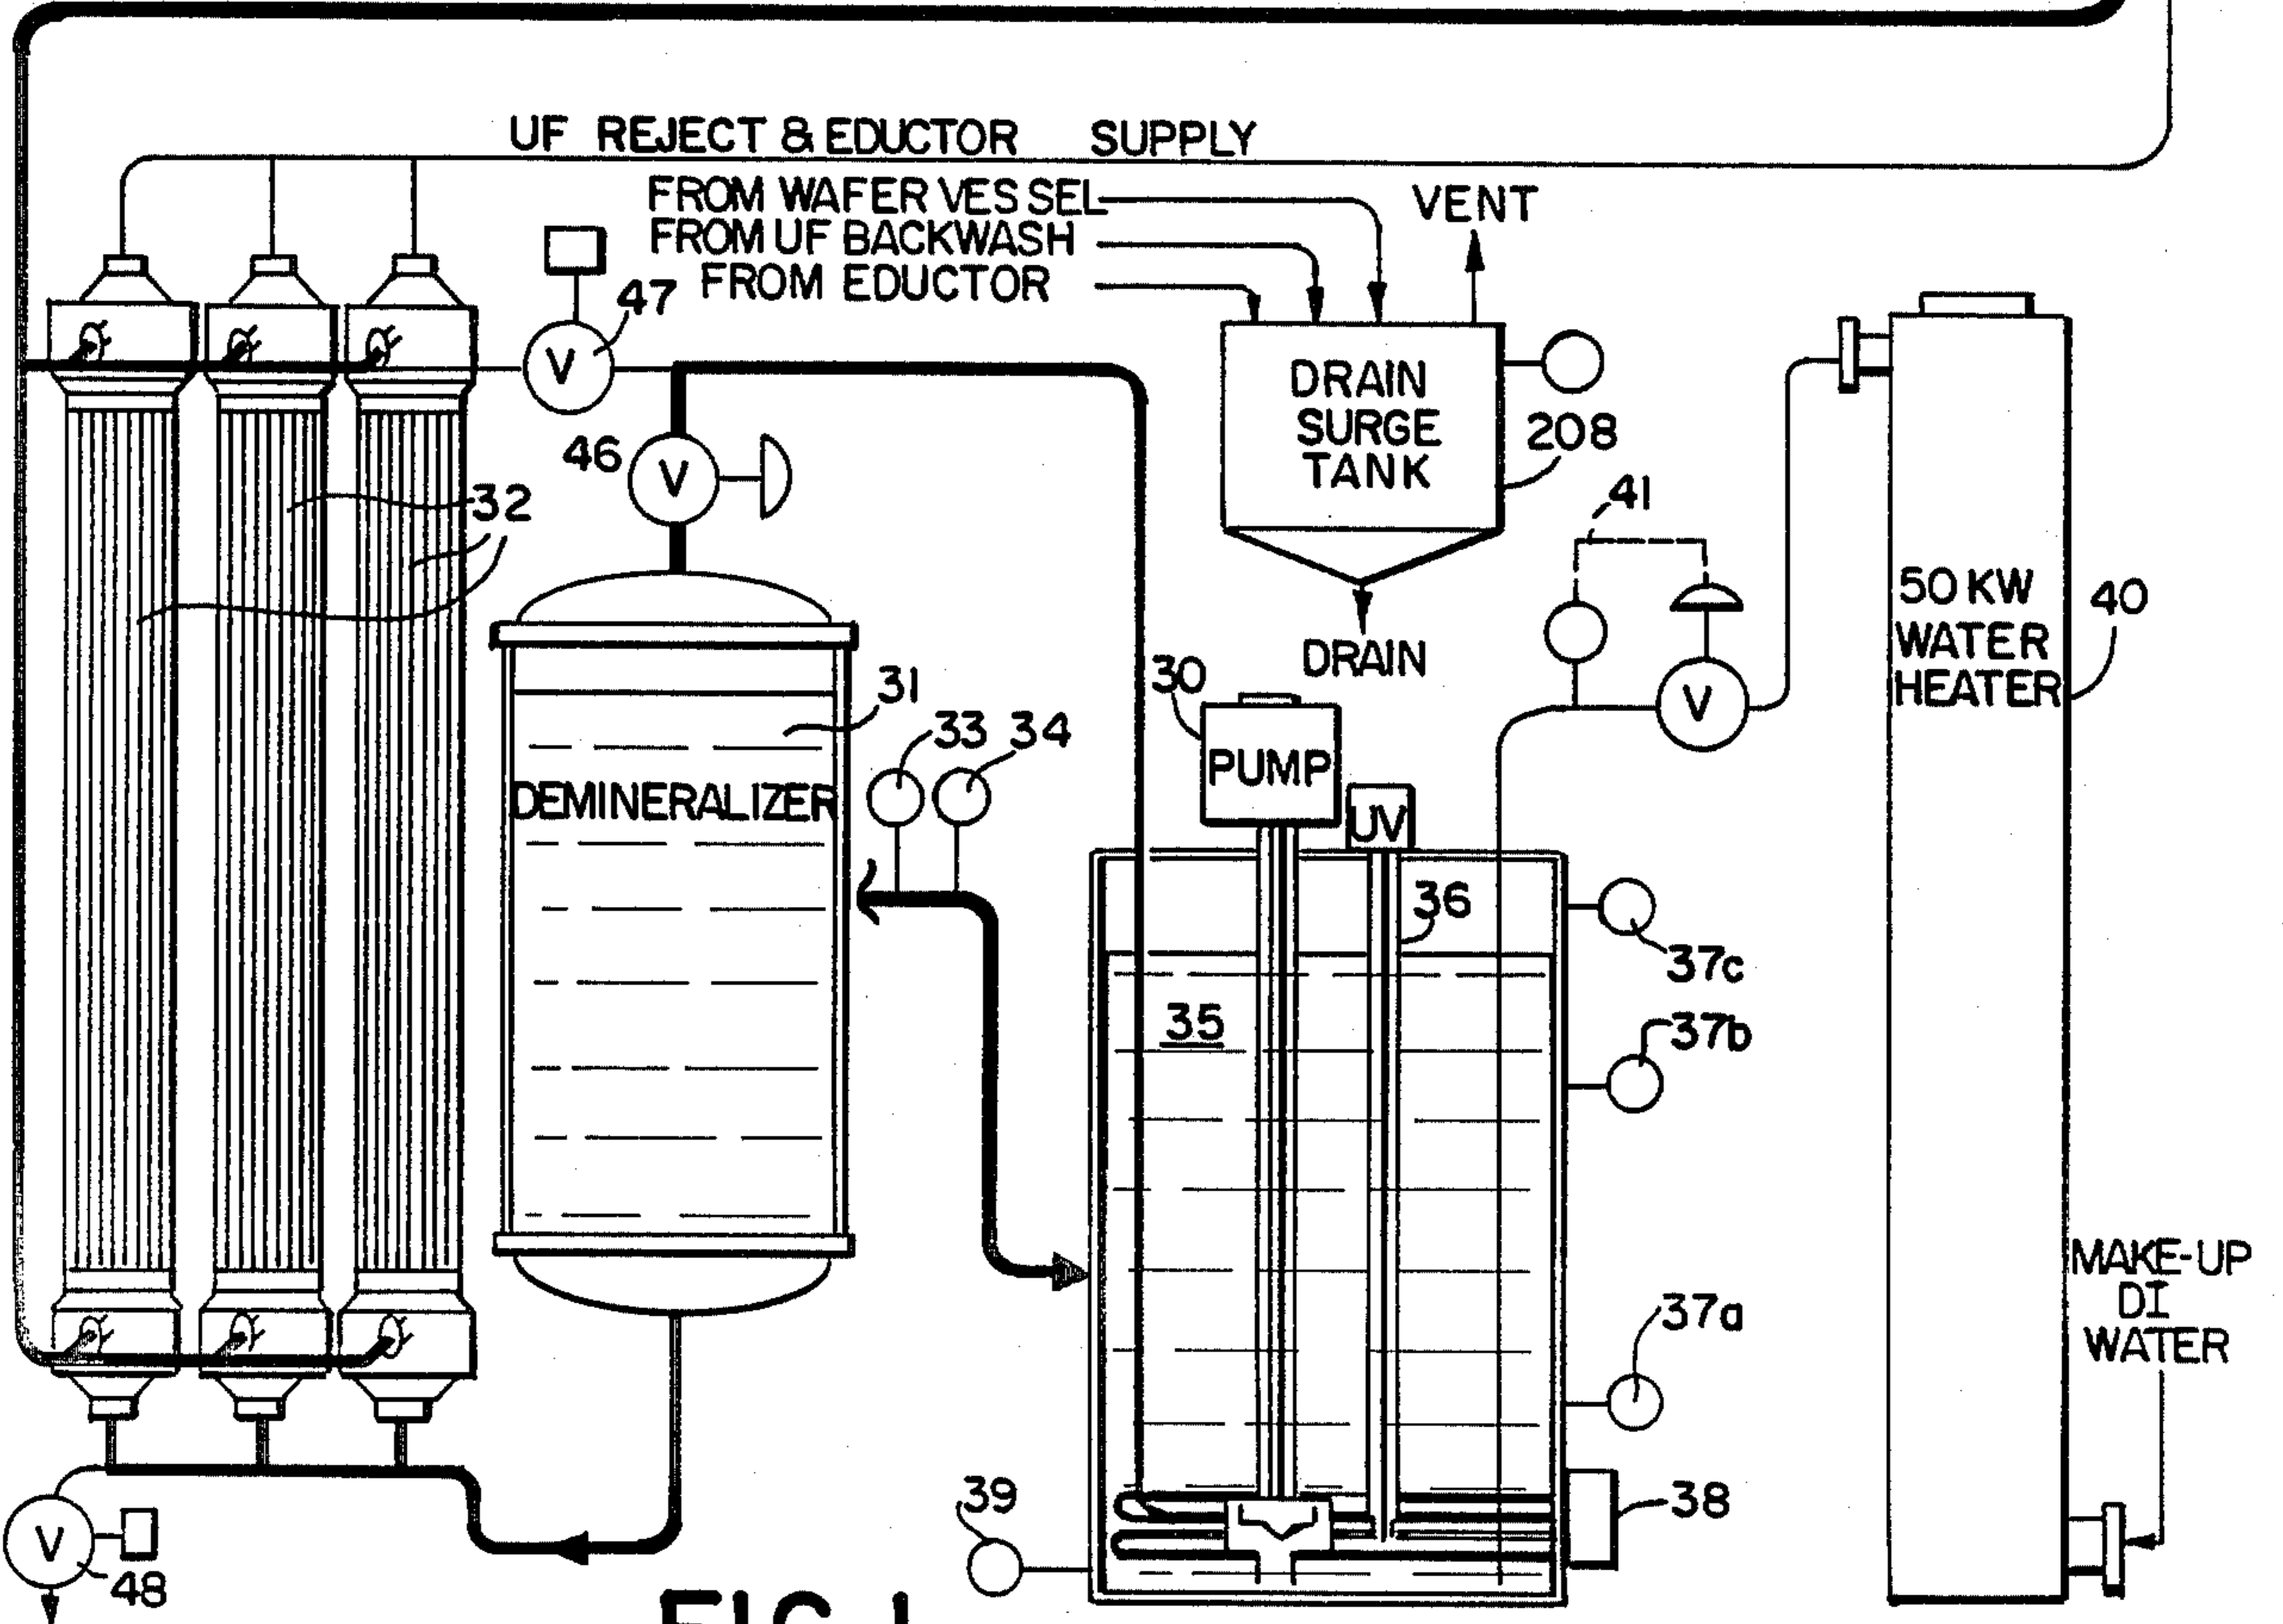 UF REJECT & EDUCTOR SUPPLY
FROM WAFER VESSEL
FROM UF BACKWASH
FROM EDUCTOR
VENT
47
V
46
V
32
DRAIN
SURGE
TANK
208
DRAIN
41
V
50 KW
WATER
HEATER
40
31
33
34
DEMINERALIZER
30
PUMP
UV
36
35
37c
37b
37a
38
39
MAKE-UP
DI
WATER
V
48